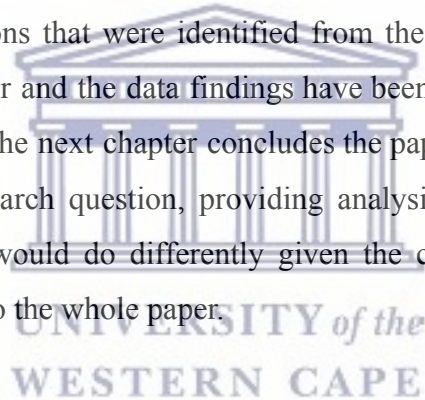 ons that were identified from the
r and the data findings have been
he next chapter concludes the pap
earch question, providing analysi
would do differently given the c
o the whole paper.
UNIVERSITY of the
WESTERN CAPE